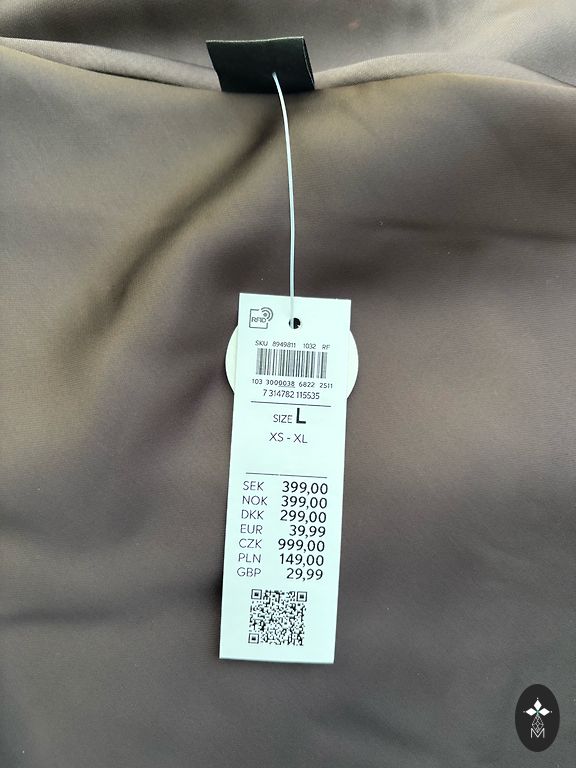 RFID
SKU 8949811 1032 RF
103 3000038 6822 2511
7 314782 115535
SIZE L
XS - XL
SEK 399,00
NOK 399,00
DKK 299,00
EUR 39,99
CZK 999,00
PLN 149,00
GBP 29,99
M